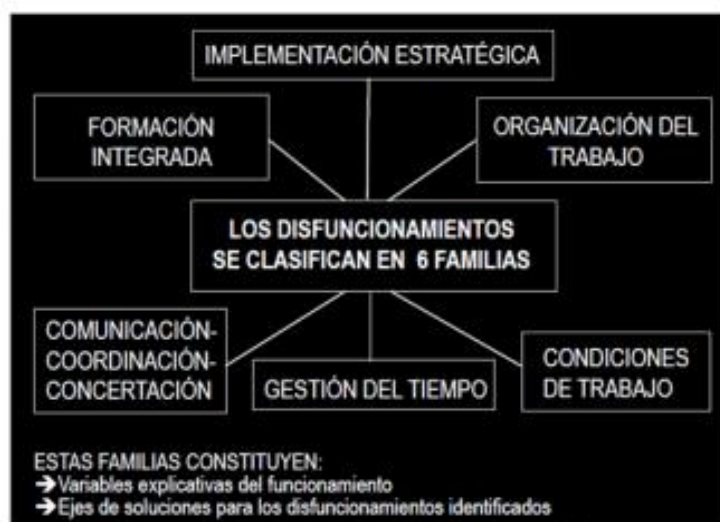 IMPLEMENTACIÓN ESTRATÉGICA
FORMACIÓN
INTEGRADA
ORGANIZACIÓN DEL
TRABAJO
LOS DISFUNCIONAMIENTOS
SE CLASIFICAN EN 6 FAMILIAS
COMUNICACIÓN-
COORDINACIÓN-
CONCERTACIÓN
GESTIÓN DEL TIEMPO
CONDICIONES
DE TRABAJO
ESTAS FAMILIAS CONSTITUYEN:
➔ Variables explicativas del funcionamiento
➔ Ejes de soluciones para los disfuncionamientos identificados